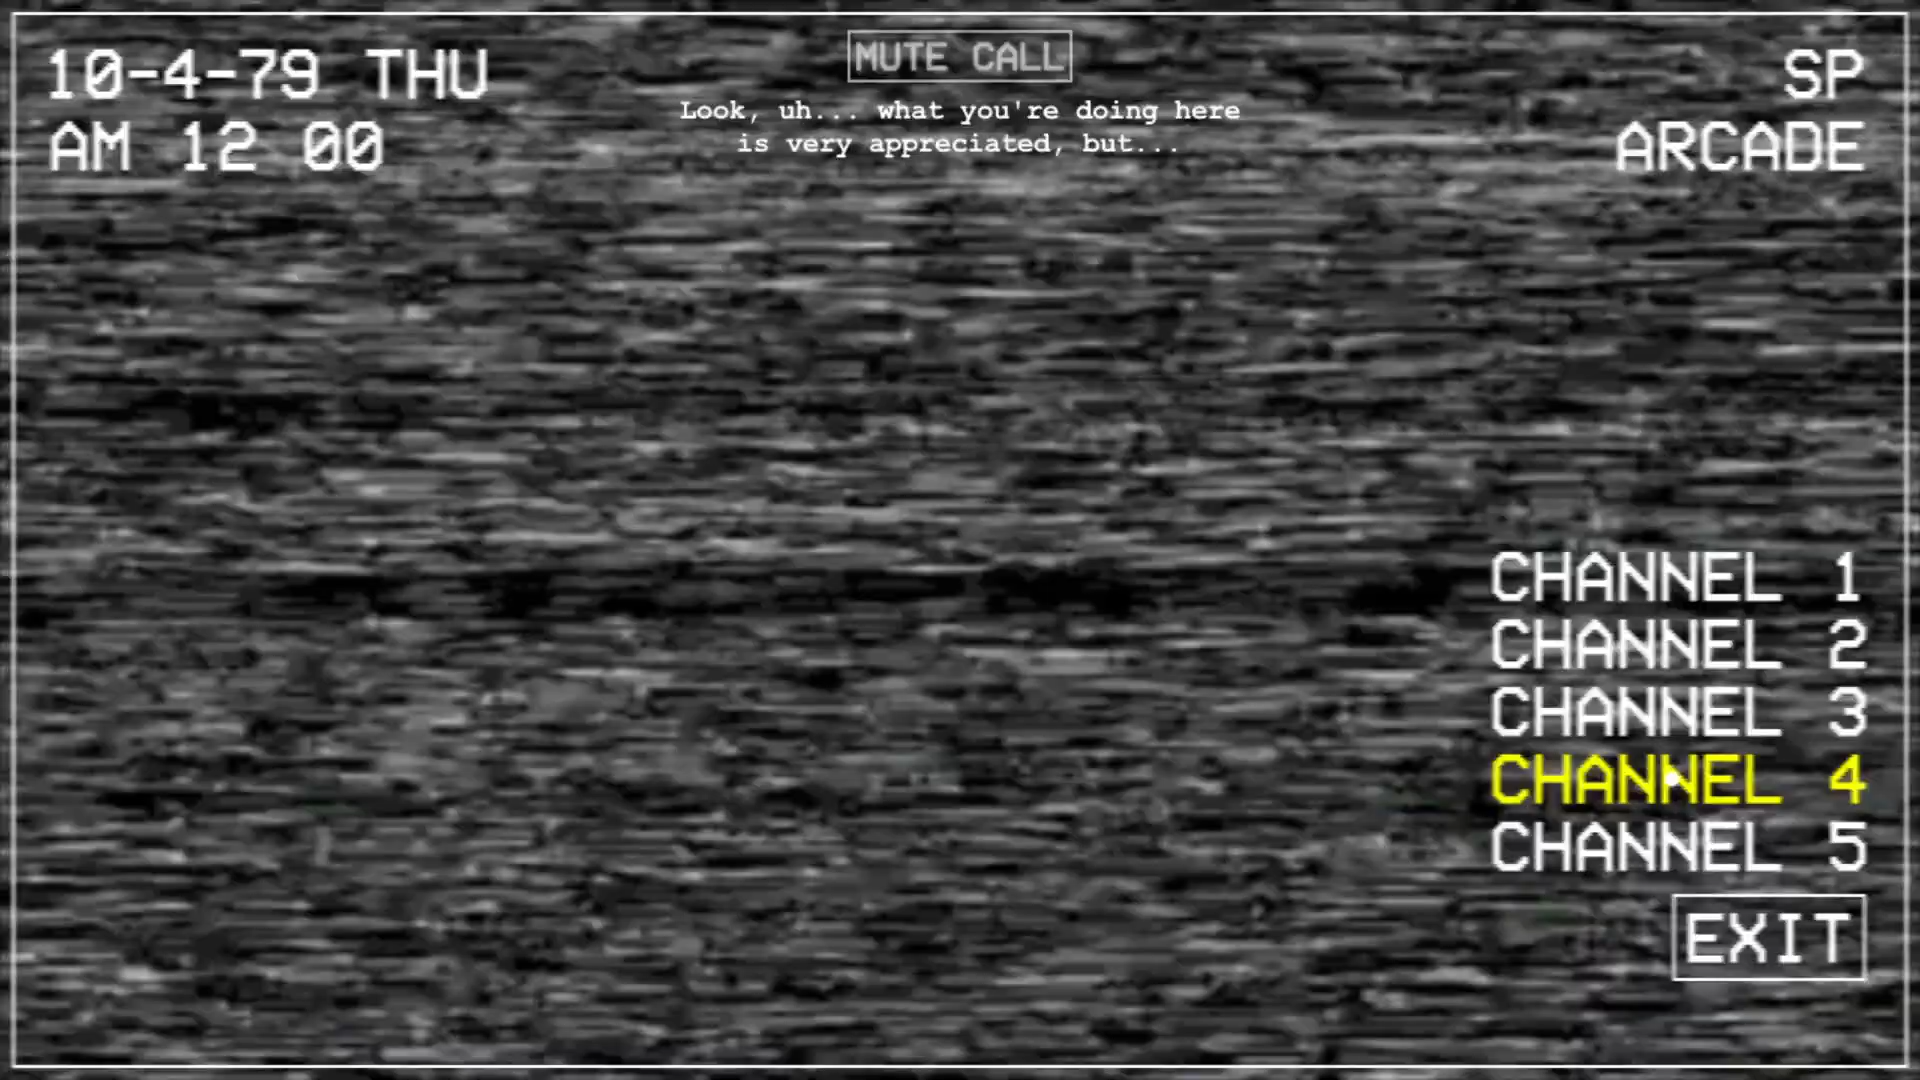 10-4-79 THU
AM 12 00
MUTE CALL
Look, uh... what you're doing here
is very appreciated, but...
SP
ARCADE
CHANNEL 1
CHANNEL 2
CHANNEL 3
CHANNEL 4
CHANNEL 5
EXIT